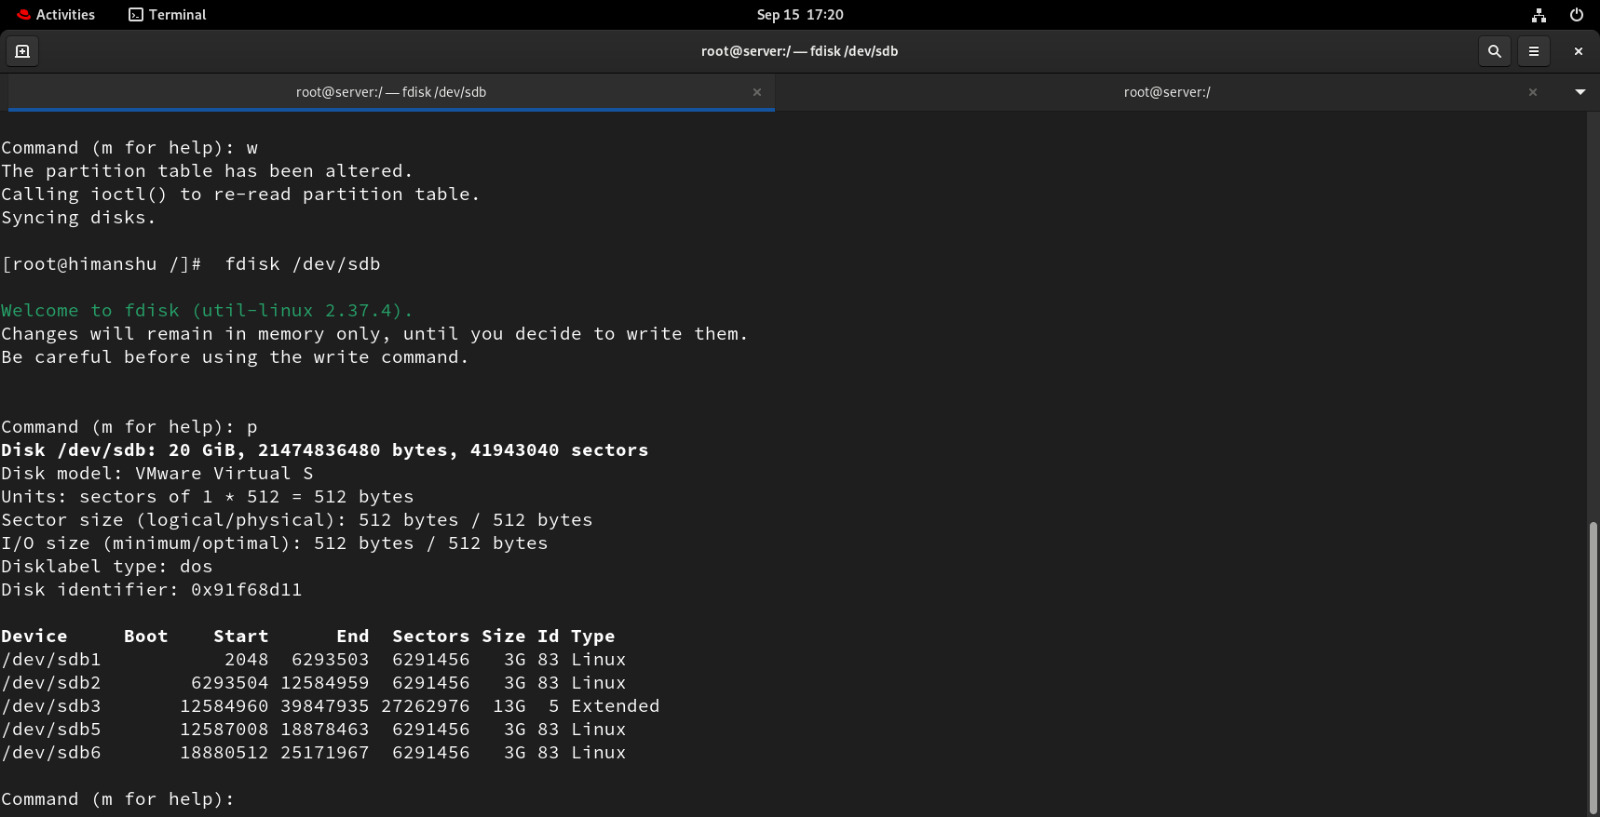 Activities Terminal Sep 15 17:20
root@server:/ — fdisk /dev/sdb
root@server:/ — fdisk /dev/sdb × root@server:/ ×
Command (m for help): w
The partition table has been altered.
Calling ioctl() to re-read partition table.
Syncing disks.
[root@himanshu /]#  fdisk /dev/sdb
Welcome to fdisk (util-linux 2.37.4).
Changes will remain in memory only, until you decide to write them.
Be careful before using the write command.
Command (m for help): p
Disk /dev/sdb: 20 GiB, 21474836480 bytes, 41943040 sectors
Disk model: VMware Virtual S
Units: sectors of 1 * 512 = 512 bytes
Sector size (logical/physical): 512 bytes / 512 bytes
I/O size (minimum/optimal): 512 bytes / 512 bytes
Disklabel type: dos
Disk identifier: 0x91f68d11
Device     Boot    Start      End  Sectors Size Id Type
/dev/sdb1           2048  6293503  6291456   3G 83 Linux
/dev/sdb2        6293504 12584959  6291456   3G 83 Linux
/dev/sdb3       12584960 39847935 27262976  13G  5 Extended
/dev/sdb5       12587008 18878463  6291456   3G 83 Linux
/dev/sdb6       18880512 25171967  6291456   3G 83 Linux
Command (m for help):